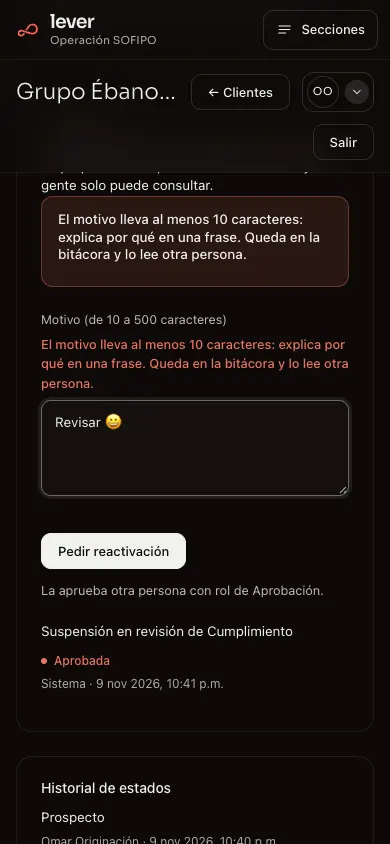 lever
Operación SOFIPO
Secciones
Grupo Ébano...
← Clientes
OO
Salir
gente solo puede consultar.
El motivo lleva al menos 10 caracteres:
explica por qué en una frase. Queda en la
bitácora y lo lee otra persona.
Motivo (de 10 a 500 caracteres)
El motivo lleva al menos 10 caracteres: explica por
qué en una frase. Queda en la bitácora y lo lee otra
persona.
Revisar 😀
Pedir reactivación
La aprueba otra persona con rol de Aprobación.
Suspensión en revisión de Cumplimiento
Aprobada
Sistema · 9 nov 2026, 10:41 p.m.
Historial de estados
Prospecto
Omar Originación · 9 nov 2026, 10:40 p.m.